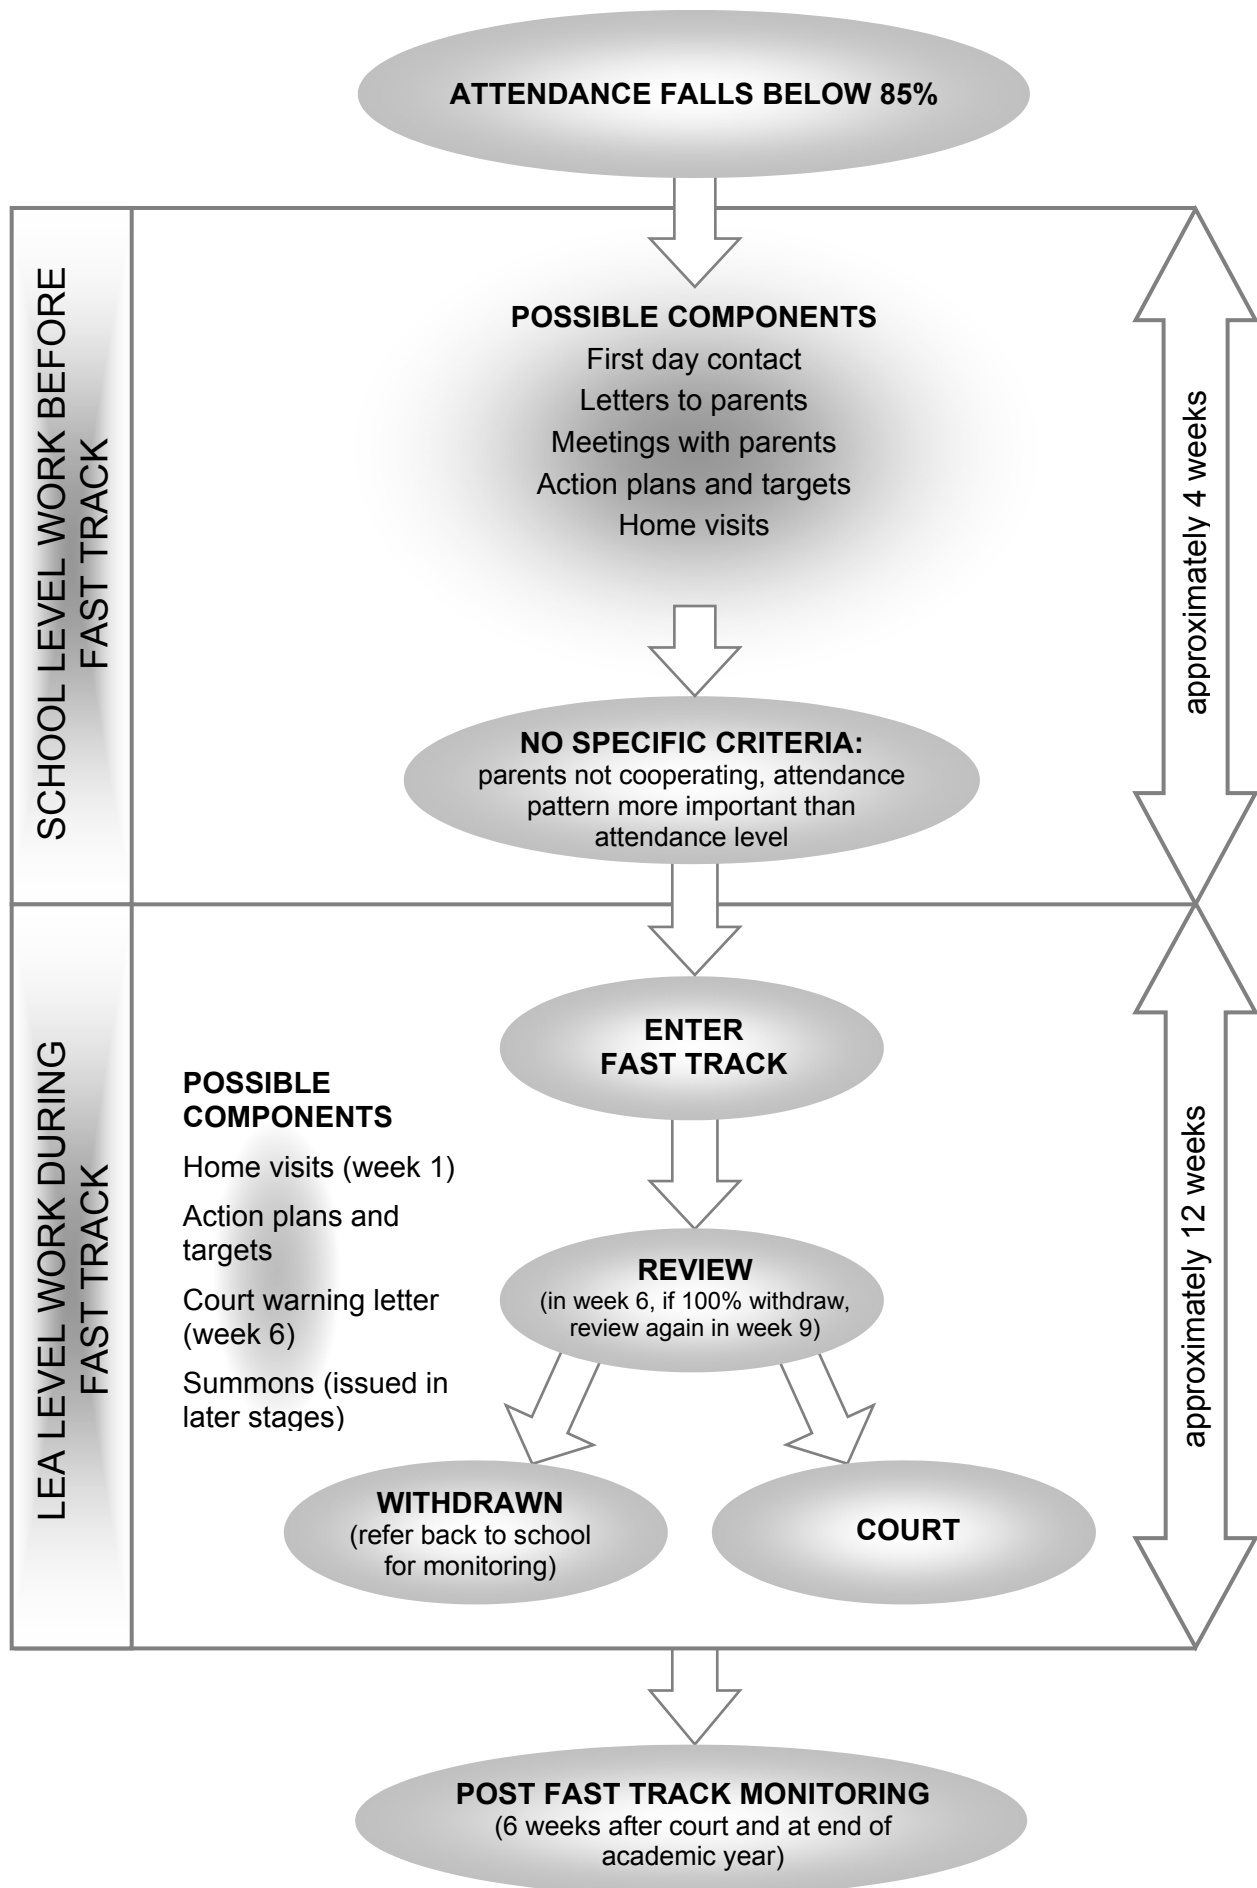 ATTENDANCE FALLS BELOW 85%
SCHOOL LEVEL WORK BEFORE
FAST TRACK
POSSIBLE COMPONENTS
First day contact
Letters to parents
Meetings with parents
Action plans and targets
Home visits
approximately 4 weeks
NO SPECIFIC CRITERIA:
parents not cooperating, attendance
pattern more important than
attendance level
LEA LEVEL WORK DURING
FAST TRACK
ENTER
FAST TRACK
POSSIBLE
COMPONENTS
Home visits (week 1)
Action plans and
targets
Court warning letter
(week 6)
Summons (issued in
later stages)
REVIEW
(in week 6, if 100% withdraw,
review again in week 9)
approximately 12 weeks
WITHDRAWN
(refer back to school
for monitoring)
COURT
POST FAST TRACK MONITORING
(6 weeks after court and at end of
academic year)